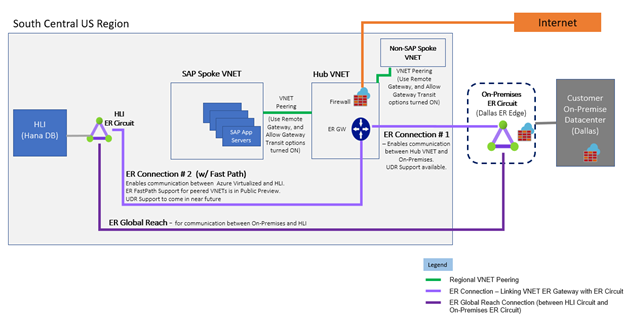 South Central US Region
Internet
Non-SAP Spoke
VNET
SAP Spoke VNET
Hub VNET
VNET Peering
(Use Remote
Gateway, and Allow
Gateway Transit
options turned ON)
On-Premises
ER Circuit
(Dallas ER Edge)
Customer
On-Premise
Datacenter
(Dallas)
HLI
(Hana DB)
HLI
ER Circuit
SAP App
Servers
VNET
Peering
(Use Remote
Gateway, and Allow
Gateway Transit
options turned
ON)
Firewall
ER GW
ER Connection # 1
– Enables communication
between Hub VNET and
On-Premises.
UDR Support available.
ER Connection # 2 (w/ Fast Path)
Enables communication between Azure Virtualized and HLI.
ER FastPath Support for peered VNETs is in Public Preview.
UDR Support to come in near future
ER Global Reach – for communication between On-Premises and HLI
Legend
Regional VNET Peering
ER Connection – Linking VNET ER Gateway with ER Circuit
ER Global Reach Connection (between HLI Circuit and
On-Premises ER Circuit)